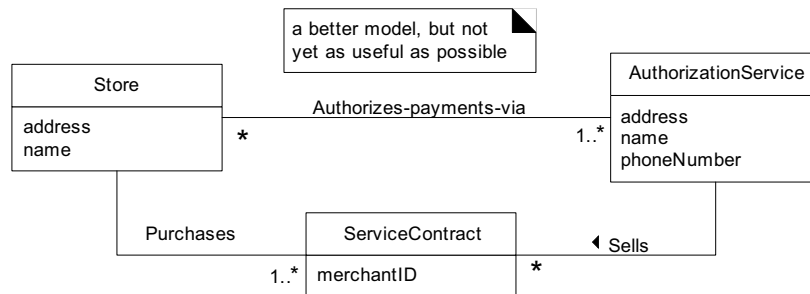 a better model, but not
yet as useful as possible
Store
address
name
Authorizes-payments-via
*
1..*
AuthorizationService
address
name
phoneNumber
Purchases
1..*
ServiceContract
merchantID
*
Sells